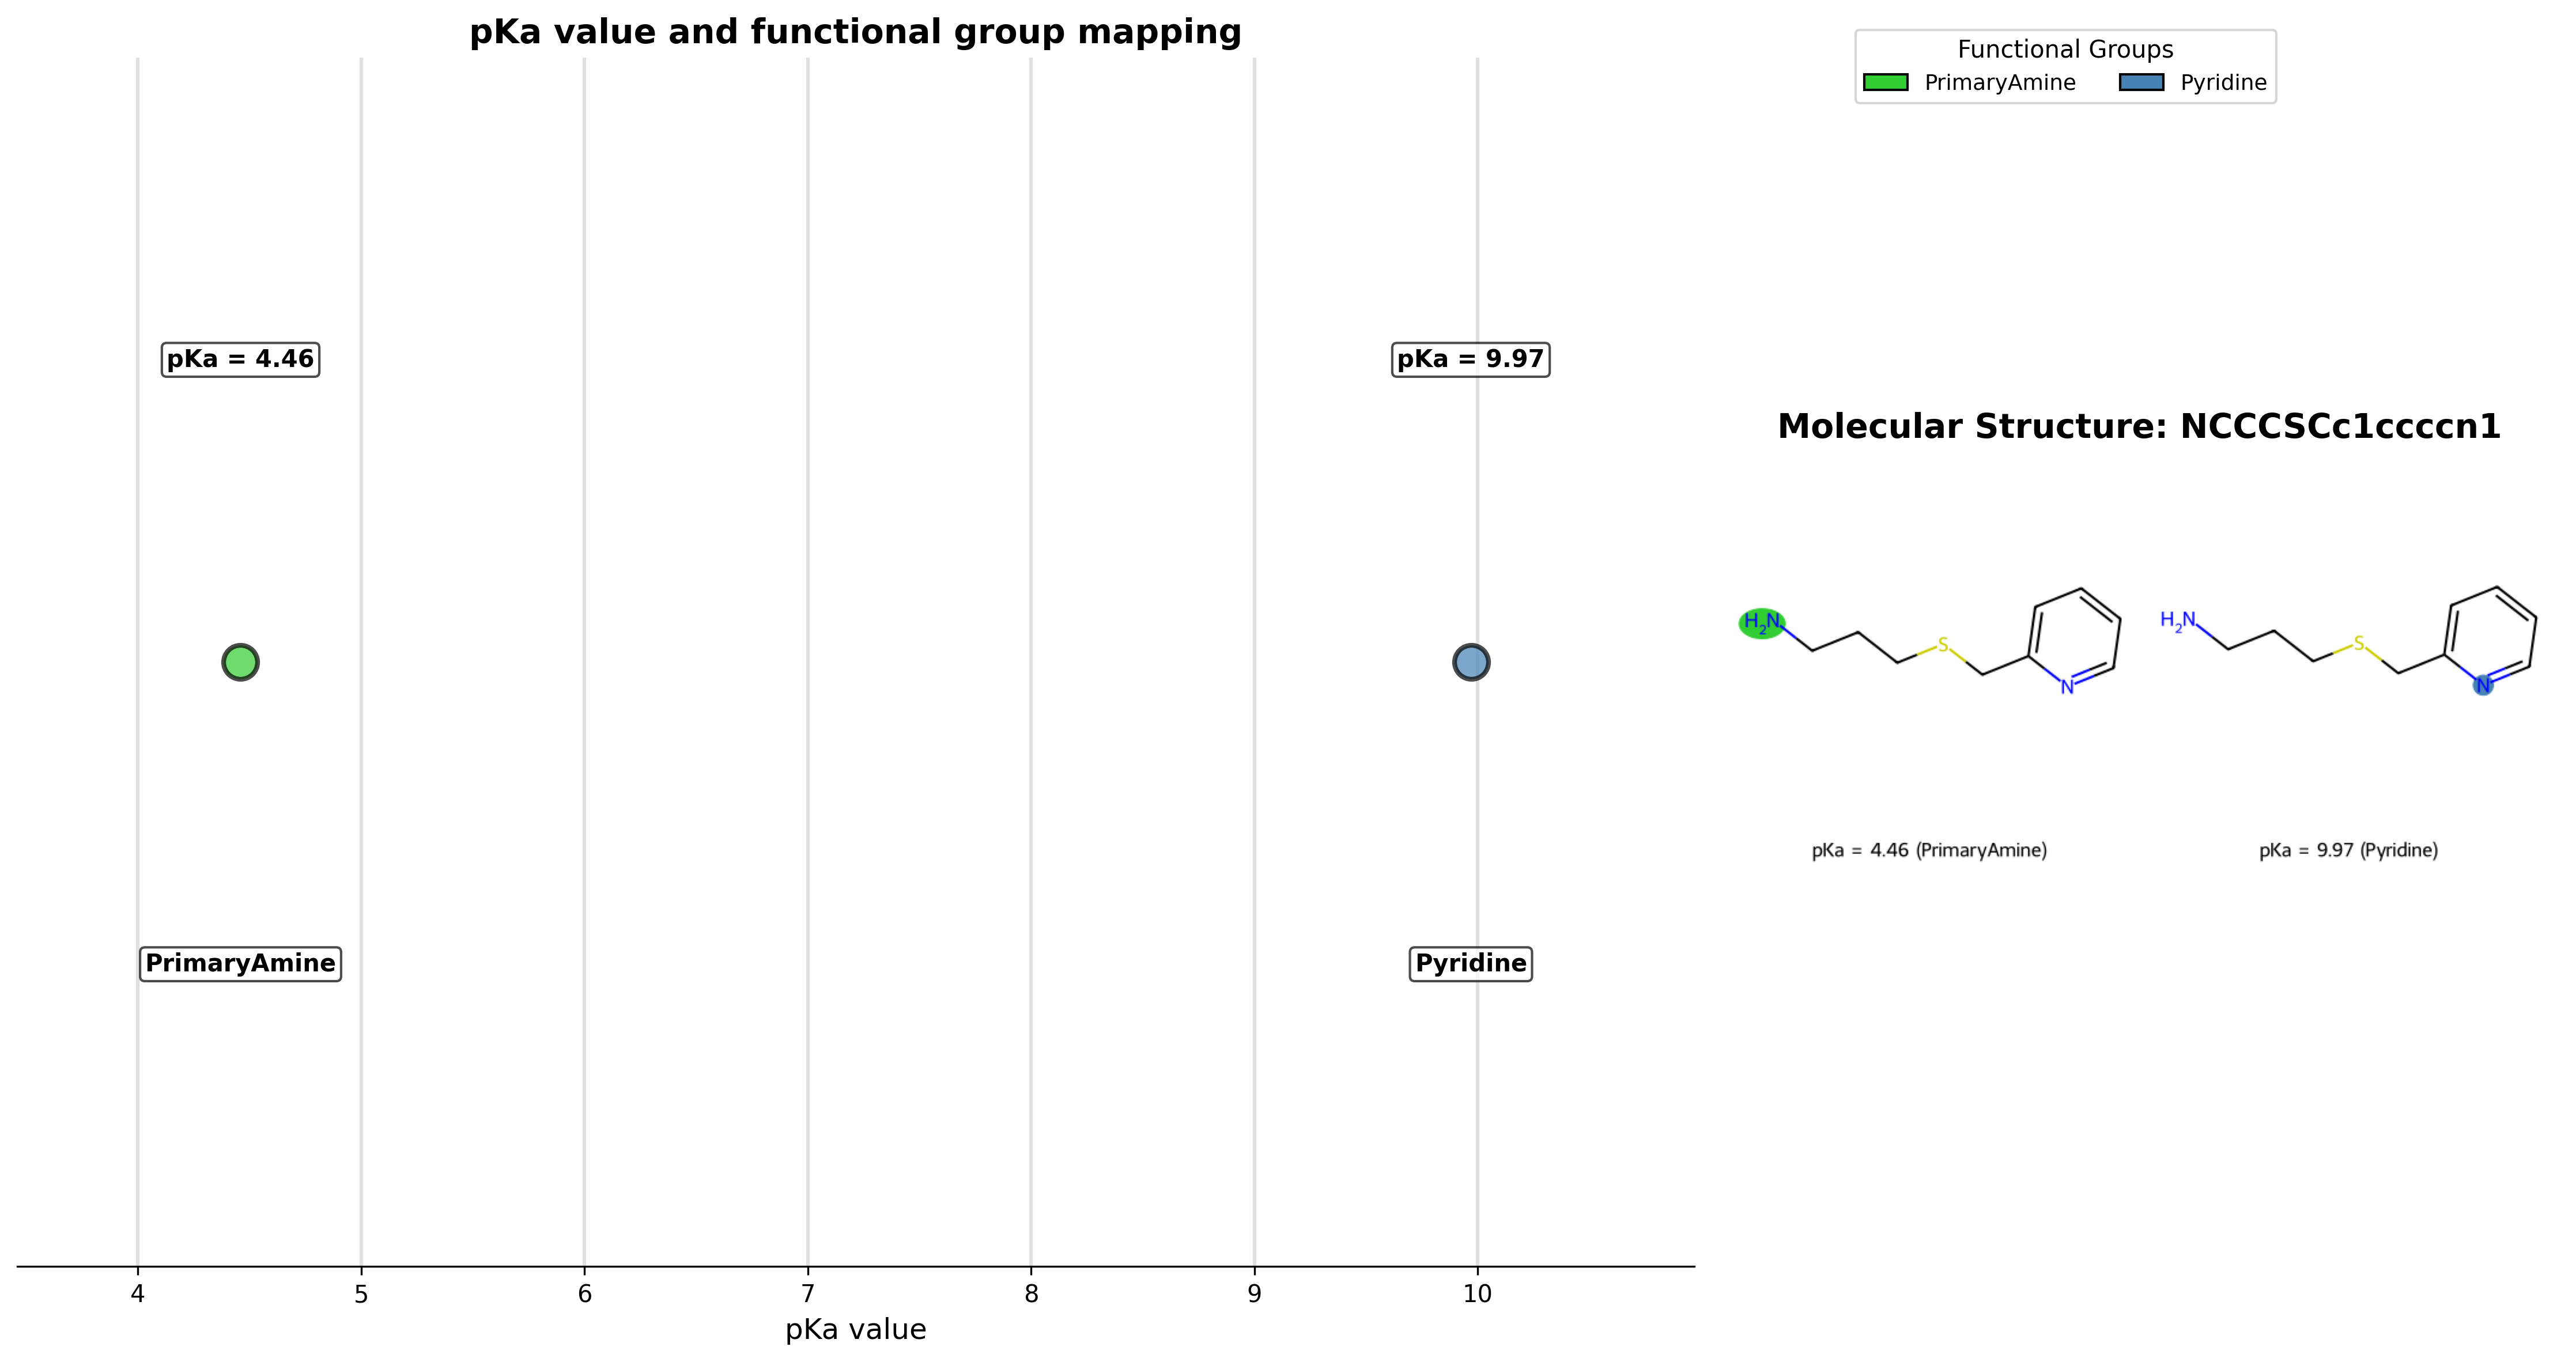 pKa value and functional group mapping
pKa = 4.46
pKa = 9.97
PrimaryAmine
Pyridine
4 5 6 7 8 9 10
pKa value
Functional Groups
PrimaryAmine Pyridine
Molecular Structure: NCCCSCc1ccccn1
H2N S N
H2N S N
pKa = 4.46 (PrimaryAmine)
pKa = 9.97 (Pyridine)